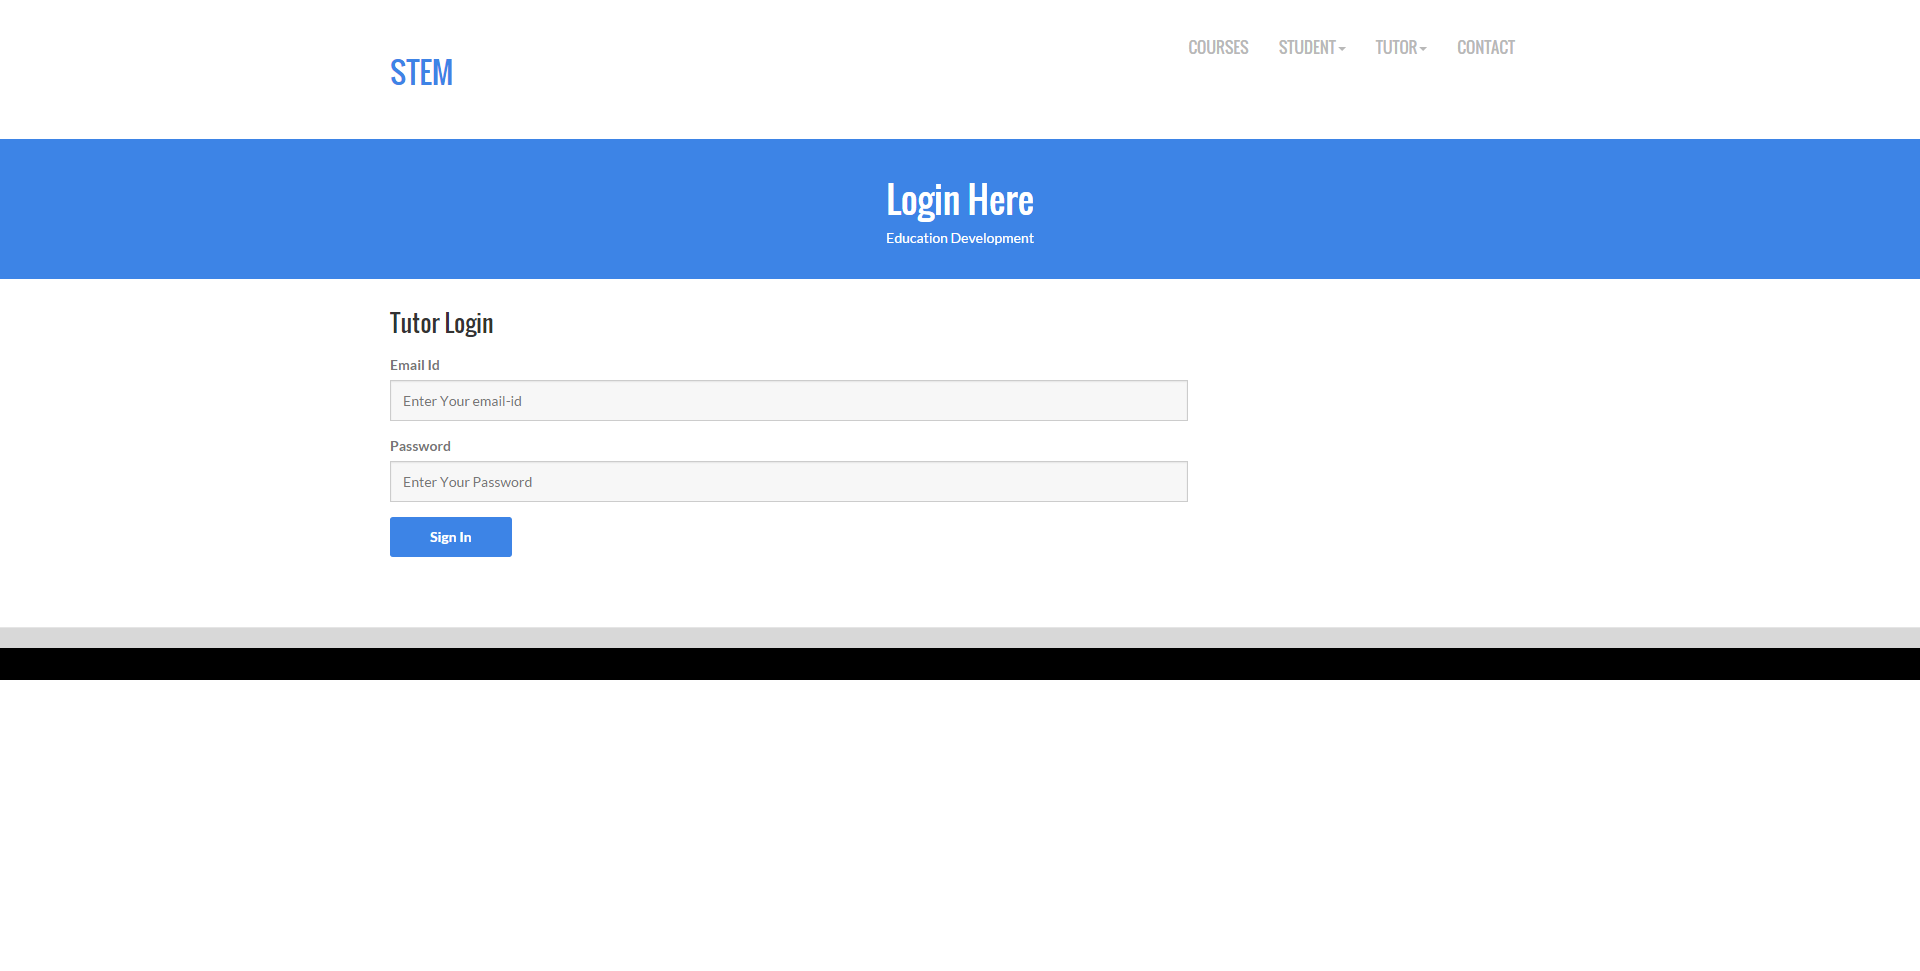 STEM
COURSES STUDENT TUTOR CONTACT
Login Here
Education Development
Tutor Login
Email Id
Enter Your email-id
Password
Enter Your Password
Sign In